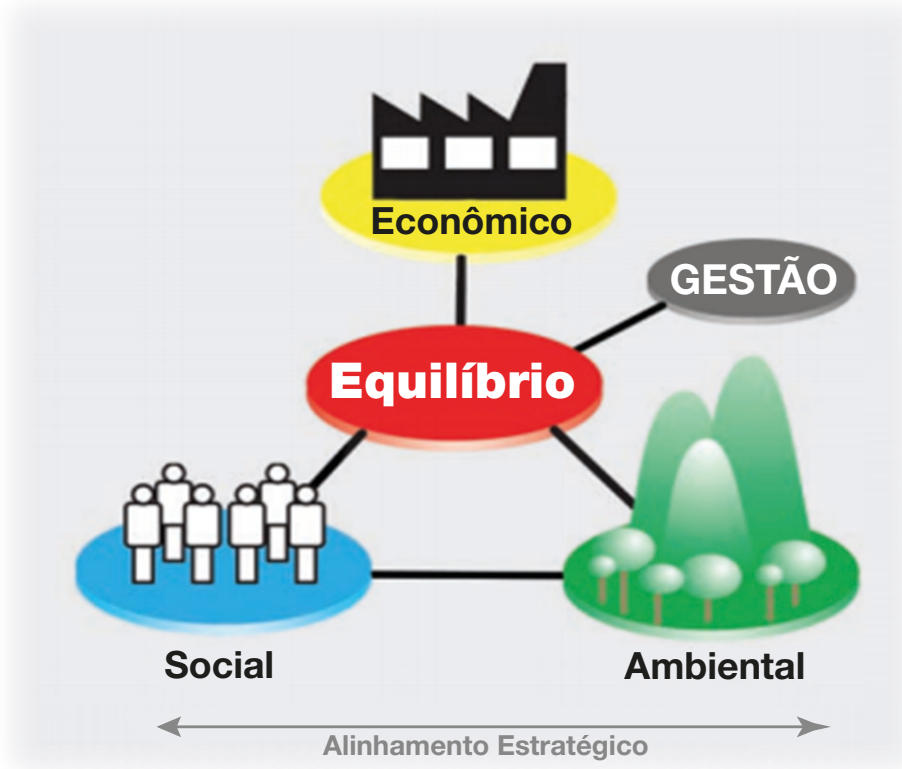 Econômico
GESTÃO
Equilíbrio
Social
Ambiental
Alinhamento Estratégico